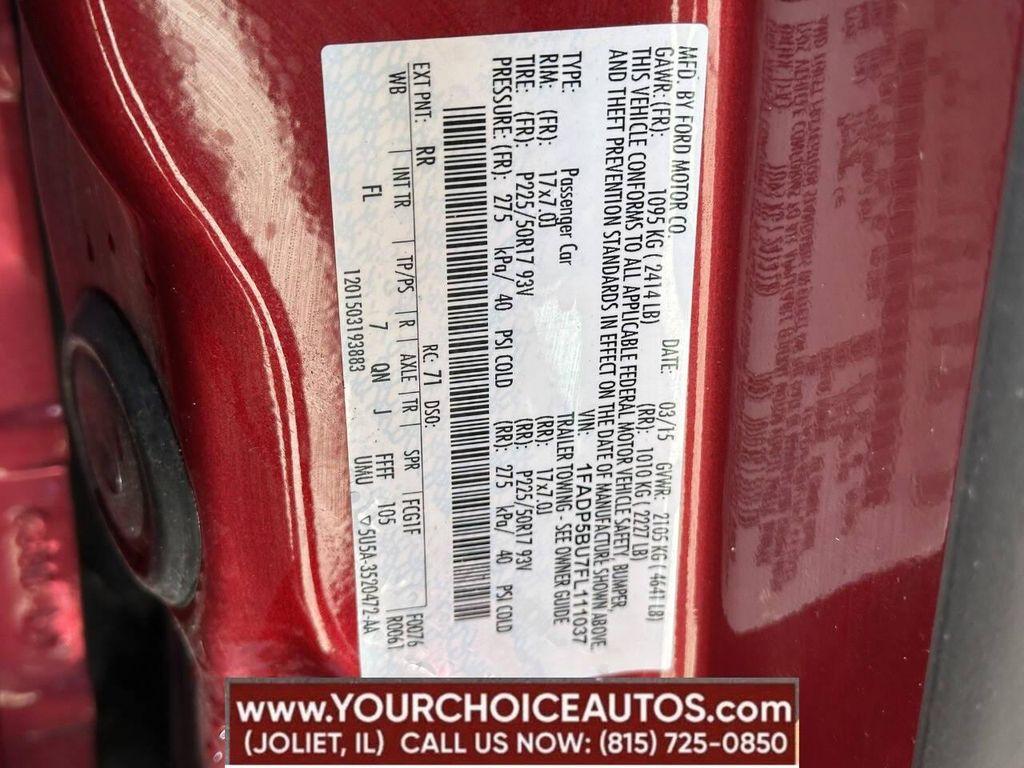 MFD. BY FORD MOTOR CO.
DATE: 03/15 GVWR: 2105 KG ( 4641 LB)
GAWR: (FR): 1095 KG ( 2414 LB) (RR): 1010 KG ( 2227 LB)
THIS VEHICLE CONFORMS TO ALL APPLICABLE FEDERAL MOTOR VEHICLE SAFETY, BUMPER,
AND THEFT PREVENTION STANDARDS IN EFFECT ON THE DATE OF MANUFACTURE SHOWN ABOVE.
VIN: 1FADP5BU7FL111037
TYPE: Passenger Car TRAILER TOWING - SEE OWNER GUIDE
RIM: (FR): 17x7.0J (RR): 17x7.0J
TIRE: (FR): P225/50R17 93V (RR): P225/50R17 93V
PRESSURE: (FR): 275 kPa/ 40 PSI COLD (RR): 275 kPa/ 40 PSI COLD
EXT PNT: RR RC: 71 DSO: F0076
WB INT TR TP/PS R AXLE TR SPR FCG1F R0061
FL 7 QN J FFF 105
1201503193883 UMU 5U5A-3520472-AA
www.YOURCHOICEAUTOS.com
(JOLIET, IL) CALL US NOW: (815) 725-0850